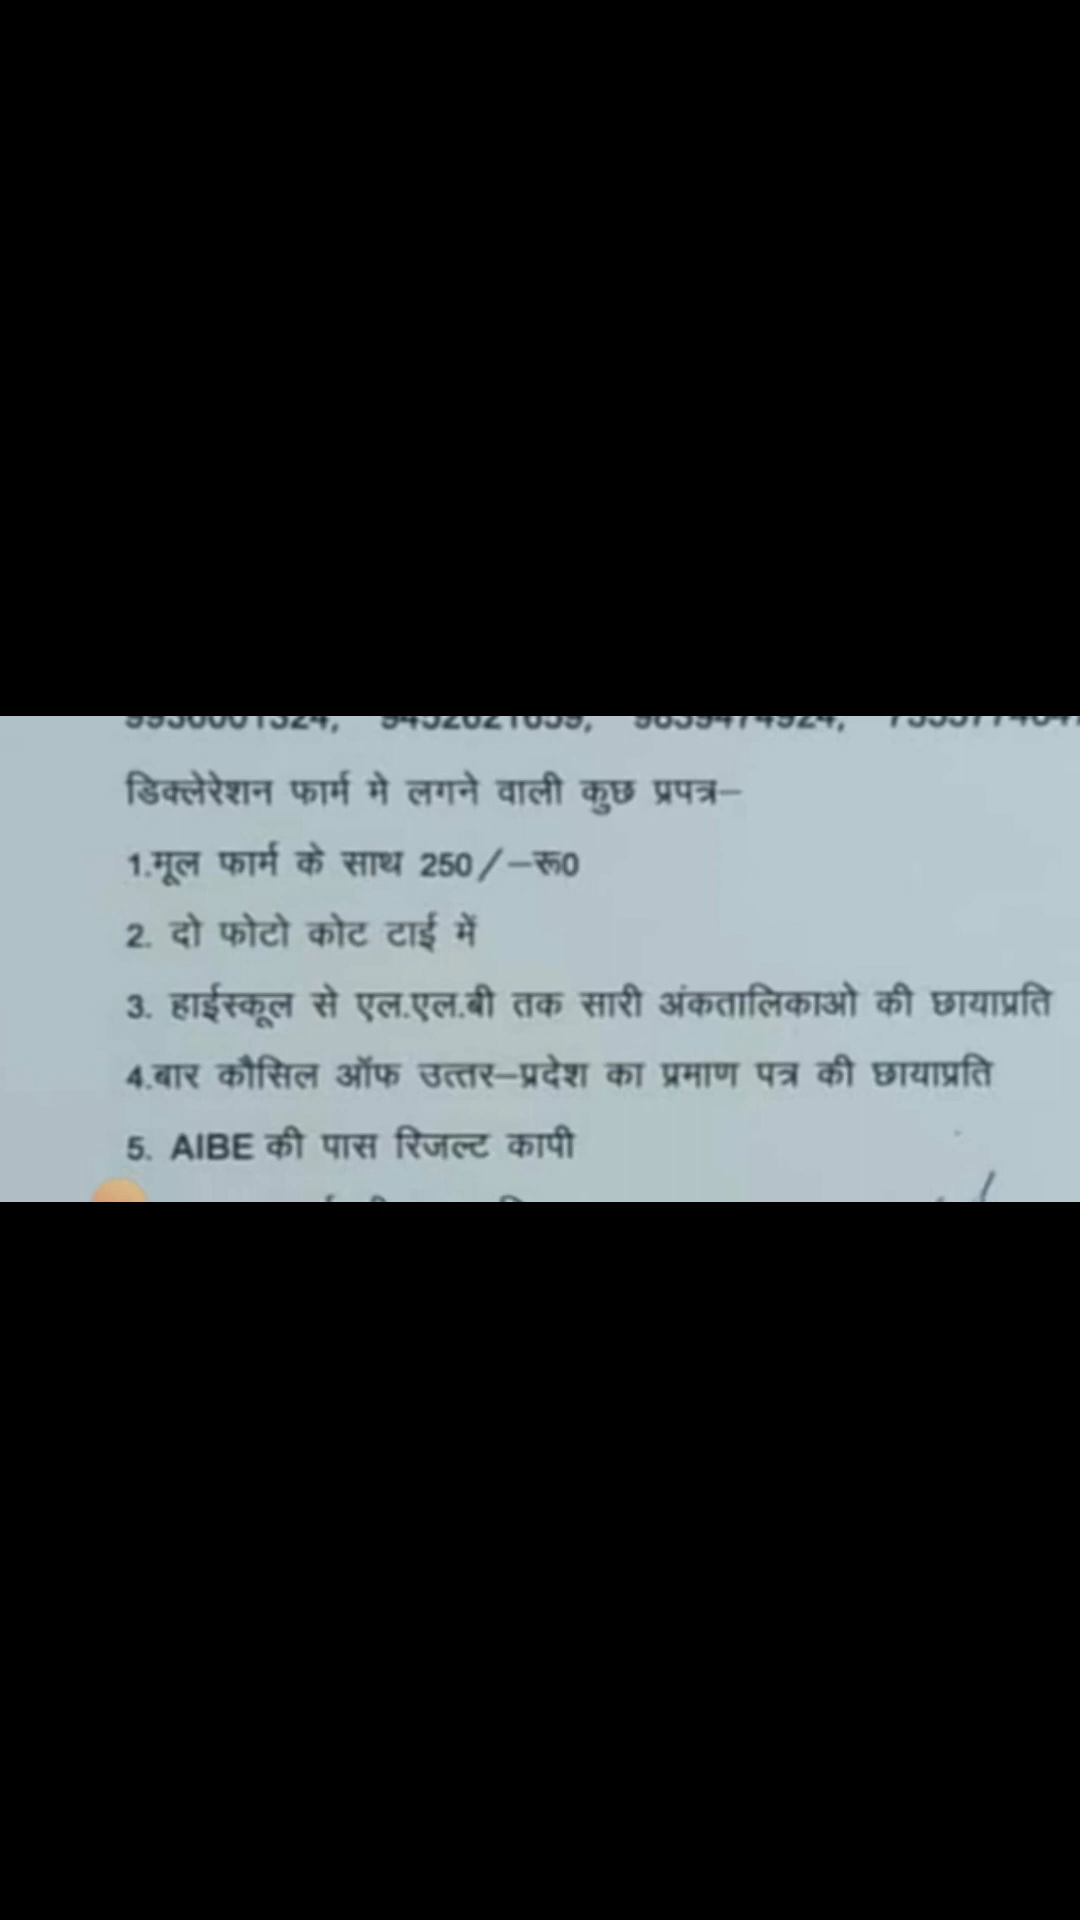 डिक्लेरेशन फार्म मे लगने वाली कुछ प्रपत्र–
1.मूल फार्म के साथ 250/–रू0
2. दो फोटो कोट टाई में
3. हाईस्कूल से एल.एल.बी तक सारी अंकतालिकाओ की छायाप्रति
4.बार कौसिल ऑफ उत्तर–प्रदेश का प्रमाण पत्र की छायाप्रति
5. AIBE की पास रिजल्ट कापी